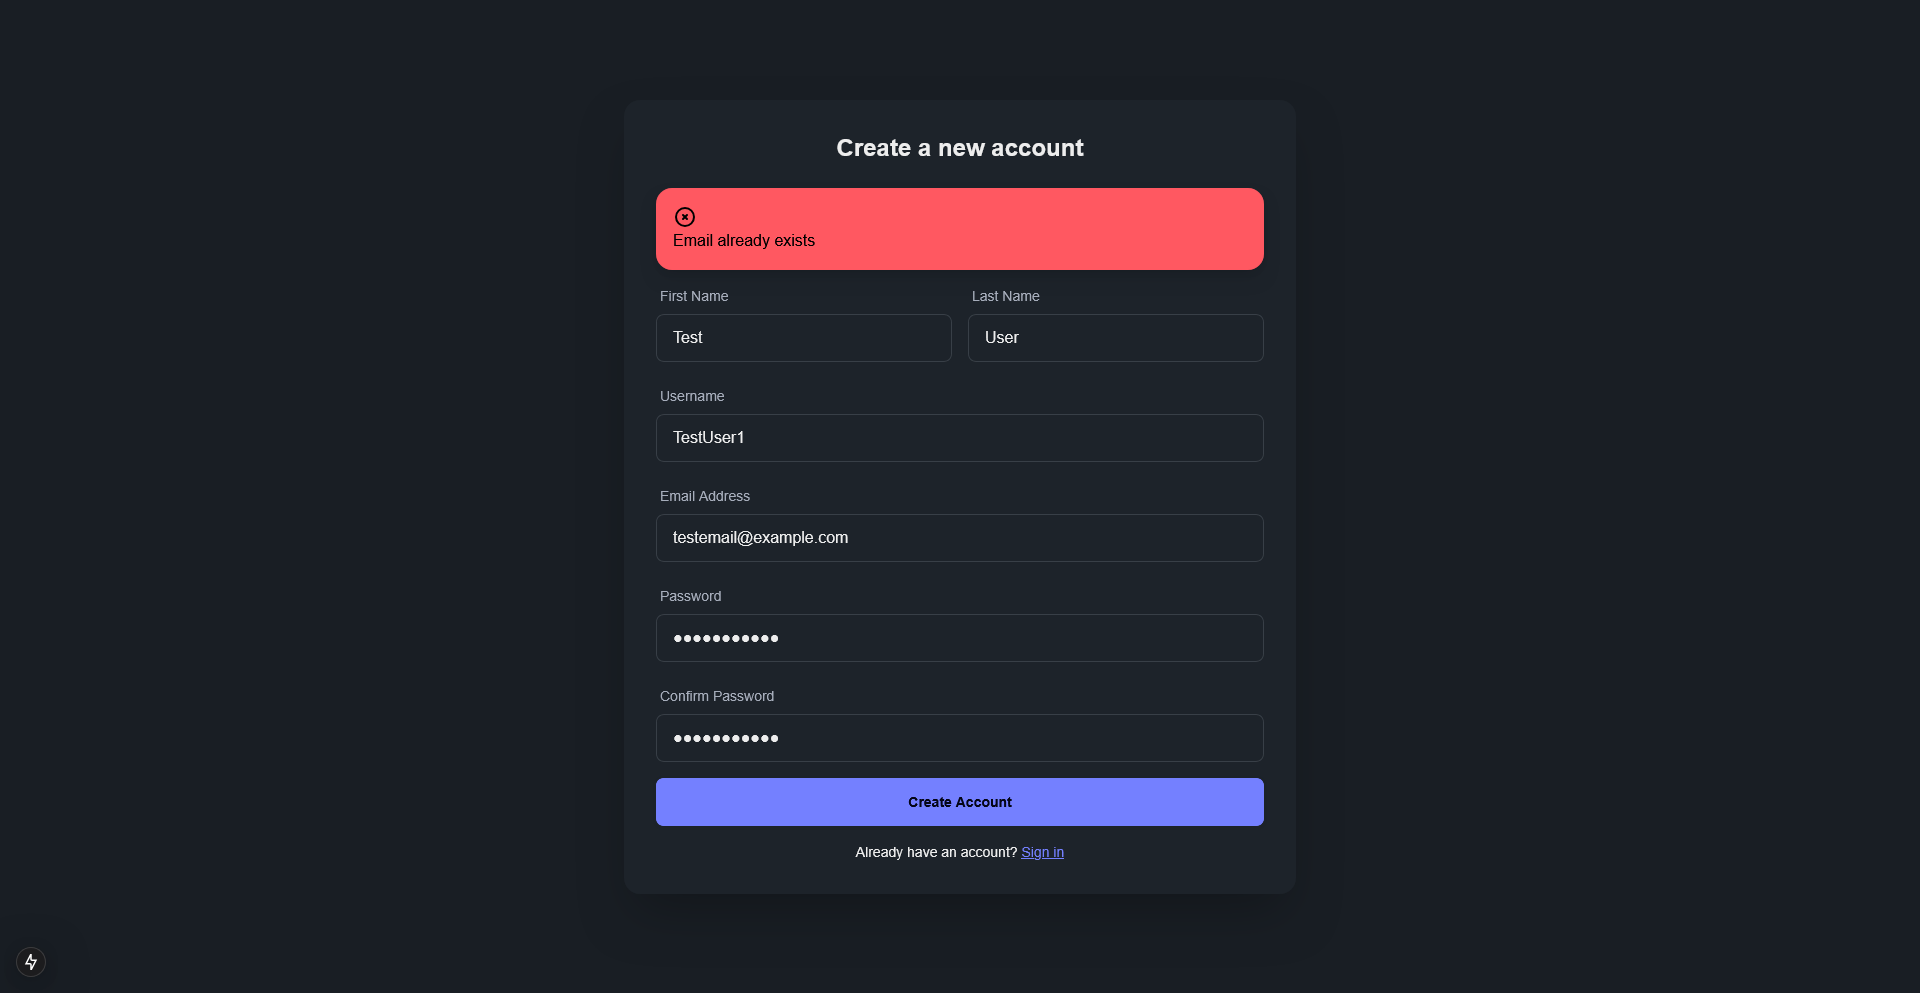 Create a new account
Email already exists
First Name
Last Name
Test
User
Username
TestUser1
Email Address
testemail@example.com
Password
●●●●●●●●●●●
Confirm Password
●●●●●●●●●●●
Create Account
Already have an account? Sign in